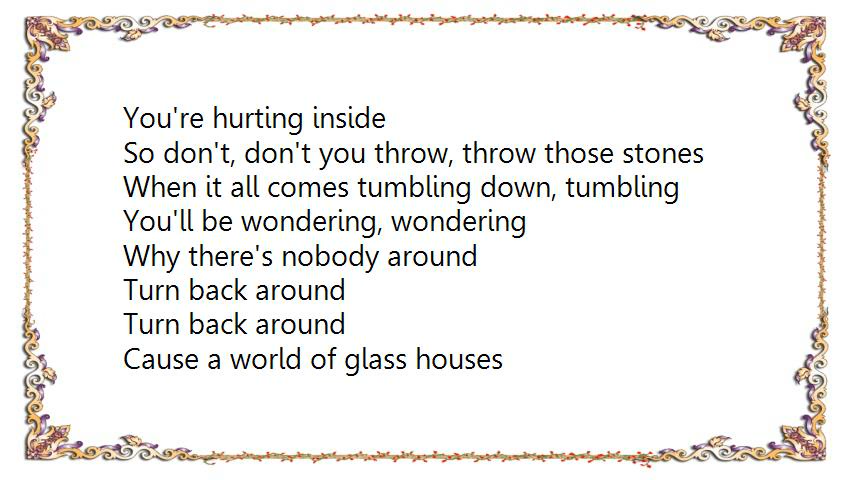 You're hurting inside
So don't, don't you throw, throw those stones
When it all comes tumbling down, tumbling
You'll be wondering, wondering
Why there's nobody around
Turn back around
Turn back around
Cause a world of glass houses